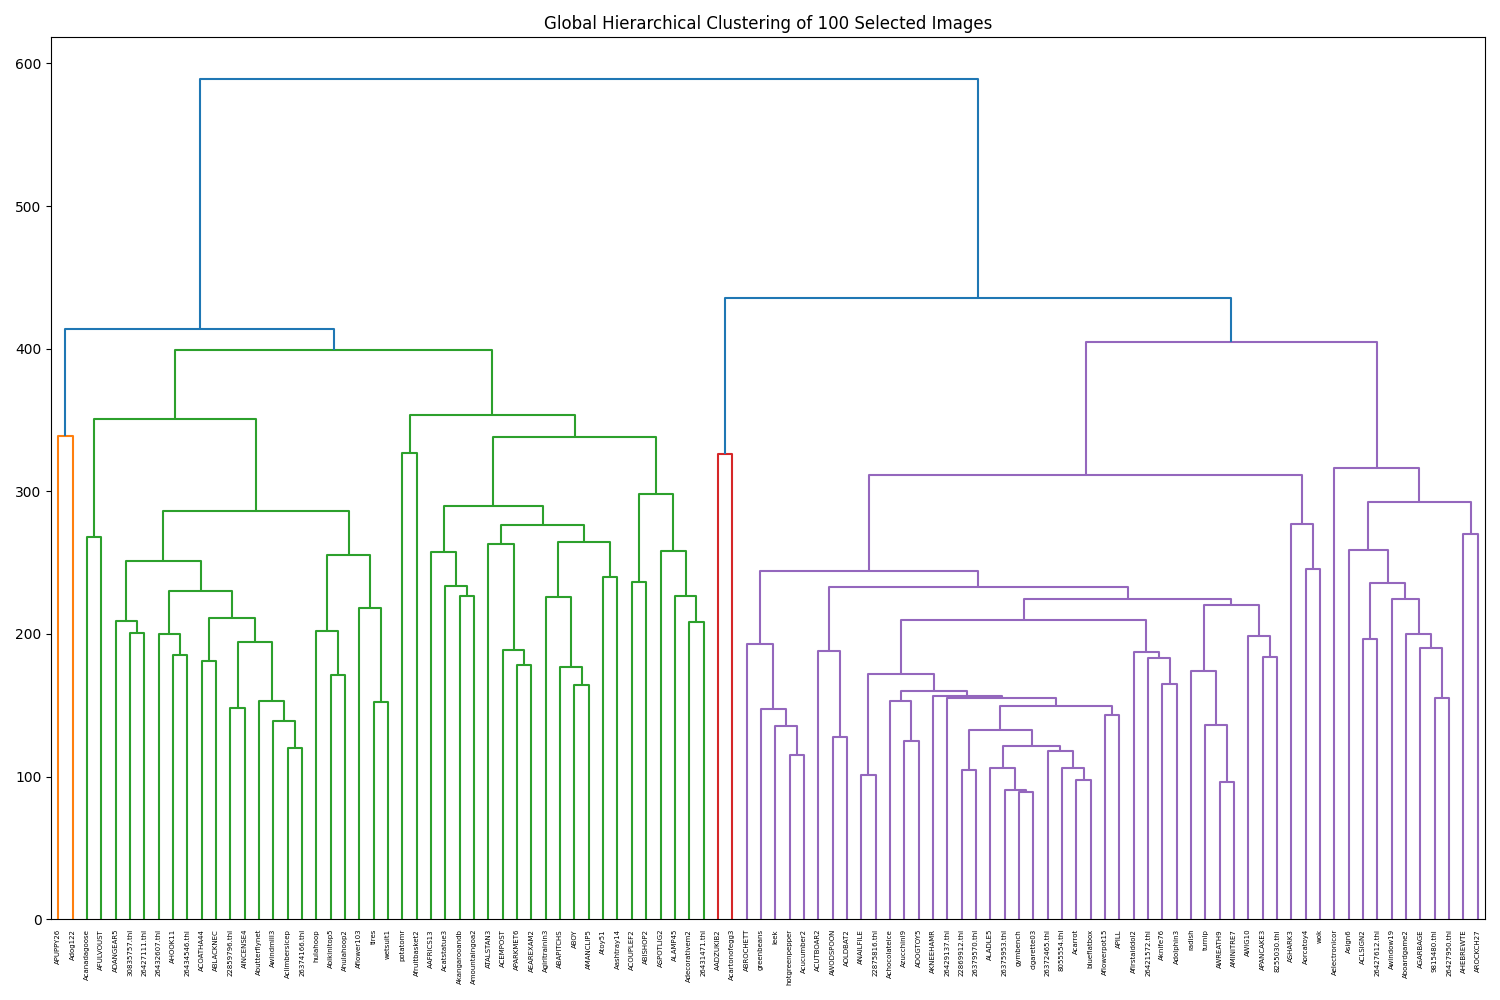 Global Hierarchical Clustering of 100 Selected Images
600
500
400
300
200
100
0
APUPPY26
Adog122
Acanadagoose
AFULVOUST
ADANGEAR5
30835757.thl
26427111.thl
26432607.thl
AHOOK11
26434546.thl
ACOATHA44
ABLACKNEC
22859796.thl
AINCENSE4
Abutterflynet
Awindmill3
Aclimbersicep
26374166.thl
hulahoop
Abikinitop5
Ahulahoop2
Aflower103
tires
wetsuit1
potatomr
Afruitbasket2
AAFRICS13
Acatstatue3
Akangarooandb
Amountaingoa2
ATALSTAN3
ACEMPOST
APARKMET6
AEAREXAM2
Agirltrainin3
ABAPITCHS
ABOY
AMANCLIP5
Atoy51
Aashtray14
ACOUPLEF2
ABISHOP2
ASPOTLIG2
ALAMP45
Adecorativem2
26431471.thl
AADZUKIB2
Acartonofegg3
ABROCHETT
greenbeans
leek
hotgreenpepper
Acucumber2
ACUTBOAR2
AWODSPOON
AOLDBAT2
ANAILFILE
22875816.thl
Achocolateice
Azucchini9
ADOGTOY5
AKNEEHAMR
26429137.thl
22869912.thl
26379570.thl
ALADLE5
26375953.thl
gymbench
cigarette03
26372465.thl
8055554.thl
Acarrot
blueflatbox
Aflowerpot15
APILL
Afirstaiddul2
26421572.thl
Aknife76
Adolphin3
radish
turnip
AWREATH9
AMINITRE7
AWIG10
APANCAKE3
8255030.thl
ASHARK3
Aorcatoy4
wok
Aelectronicor
Asign6
ACLSIGN2
26427612.thl
Awindow19
Aboardgame2
AGARBAGE
9815480.thl
26427950.thl
AHEBREWTE
AROCKCH27